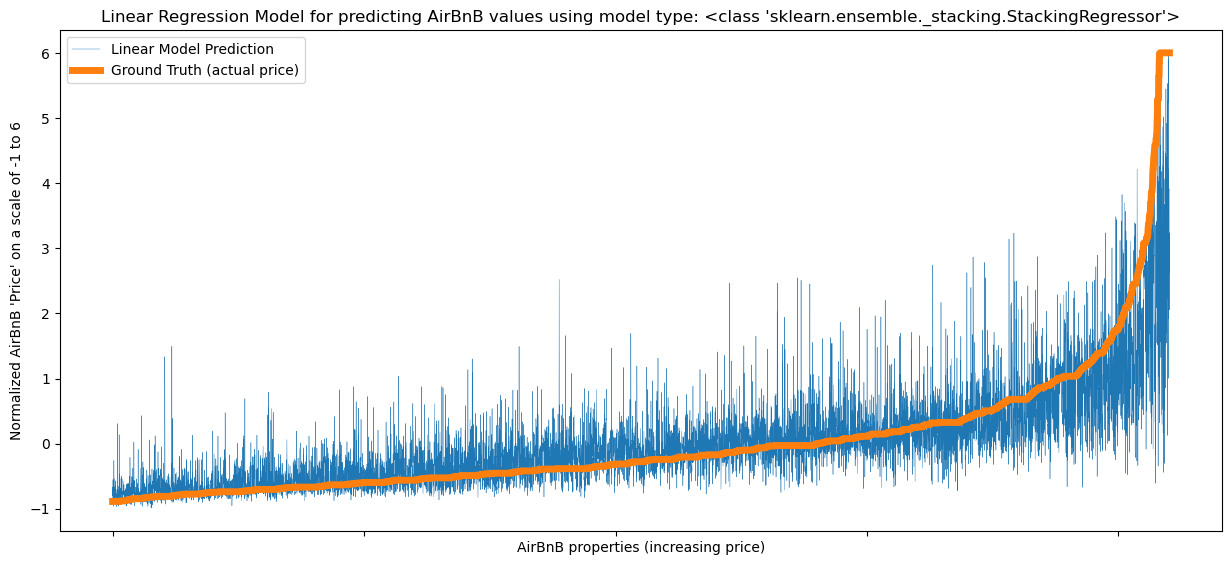 Linear Regression Model for predicting AirBnB values using model type: <class 'sklearn.ensemble._stacking.StackingRegressor'>
Linear Model Prediction
Ground Truth (actual price)
Normalized AirBnB 'Price' on a scale of -1 to 6
6
5
4
3
2
1
0
−1
AirBnB properties (increasing price)